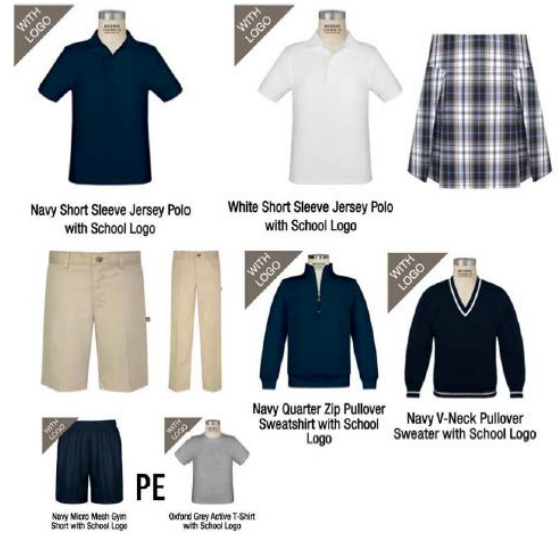 WITH
LOGO
WITH
LOGO
Navy Short Sleeve Jersey Polo
with School Logo
White Short Sleeve Jersey Polo
with School Logo
WITH
LOGO
WITH
LOGO
Navy Quarter Zip Pullover
Sweatshirt with School
Logo
Navy V-Neck Pullover
Sweater with School Logo
WITH
LOGO
PE
WITH
LOGO
Navy Micro Mesh Gym
Short with School Logo
Oxford Grey Active T-Shirt
with School Logo